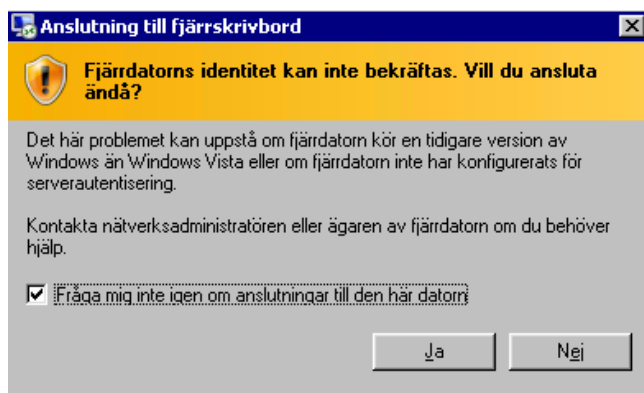 Anslutning till fjärrskrivbord
Fjärrdatorns identitet kan inte bekräftas. Vill du ansluta
ändå?
Det här problemet kan uppstå om fjärrdatorn kör en tidigare version av
Windows än Windows Vista eller om fjärrdatorn inte har konfigurerats för
serverautentisering.
Kontakta nätverksadministratören eller ägaren av fjärrdatorn om du behöver
hjälp.
Fråga mig inte igen om anslutningar till den här datorn
Ja
Nej